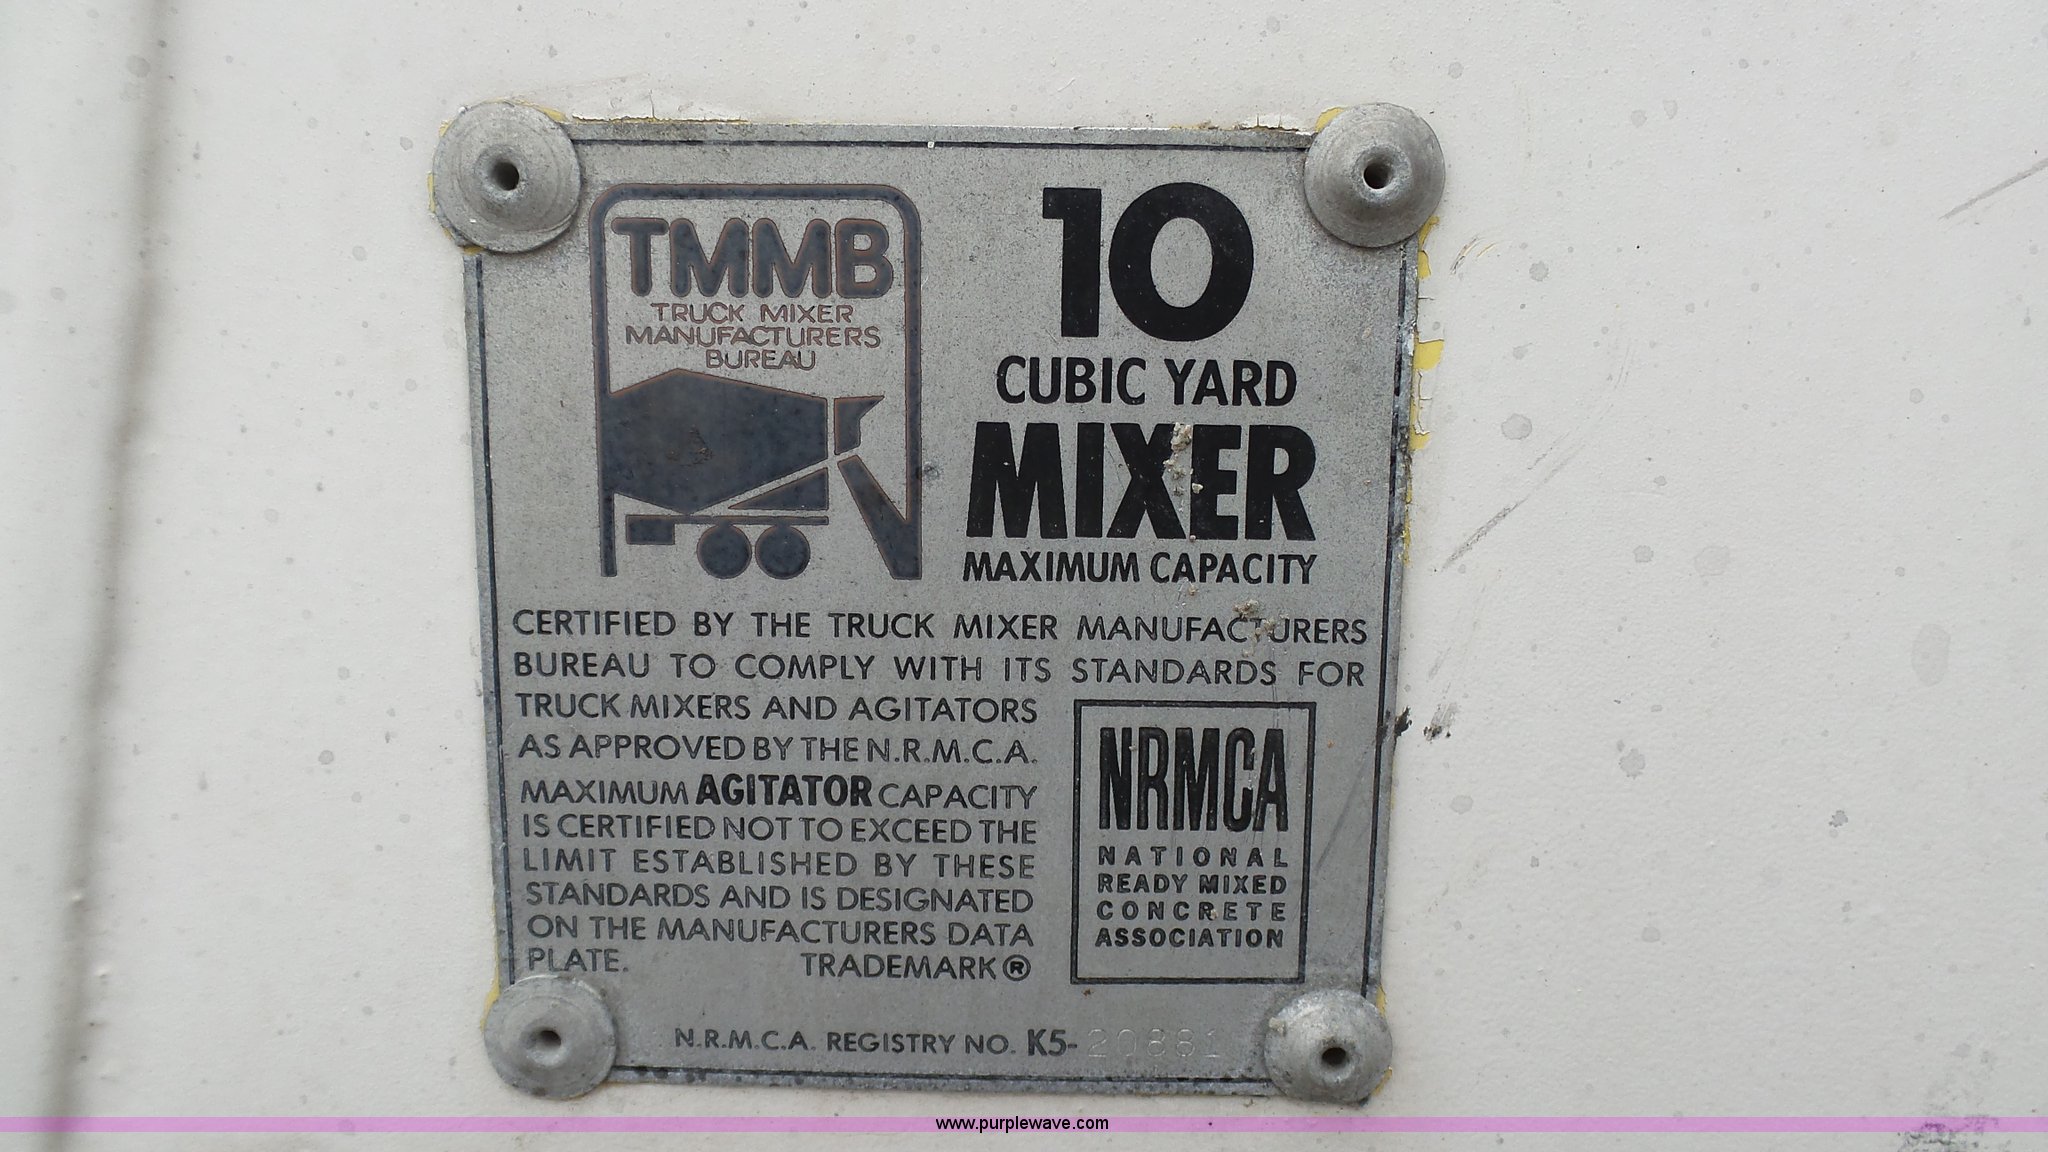 TMMB
TRUCK MIXER
MANUFACTURERS
BUREAU
10
CUBIC YARD
MIXER
MAXIMUM CAPACITY
CERTIFIED BY THE TRUCK MIXER MANUFACTURERS
BUREAU TO COMPLY WITH ITS STANDARDS FOR
TRUCK MIXERS AND AGITATORS
AS APPROVED BY THE N.R.M.C.A.
MAXIMUM AGITATOR CAPACITY
IS CERTIFIED NOT TO EXCEED THE
LIMIT ESTABLISHED BY THESE
STANDARDS AND IS DESIGNATED
ON THE MANUFACTURERS DATA
PLATE. TRADEMARK®
NRMCA
NATIONAL
READY MIXED
CONCRETE
ASSOCIATION
N.R.M.C.A. REGISTRY NO. K5-
www.purplewave.com